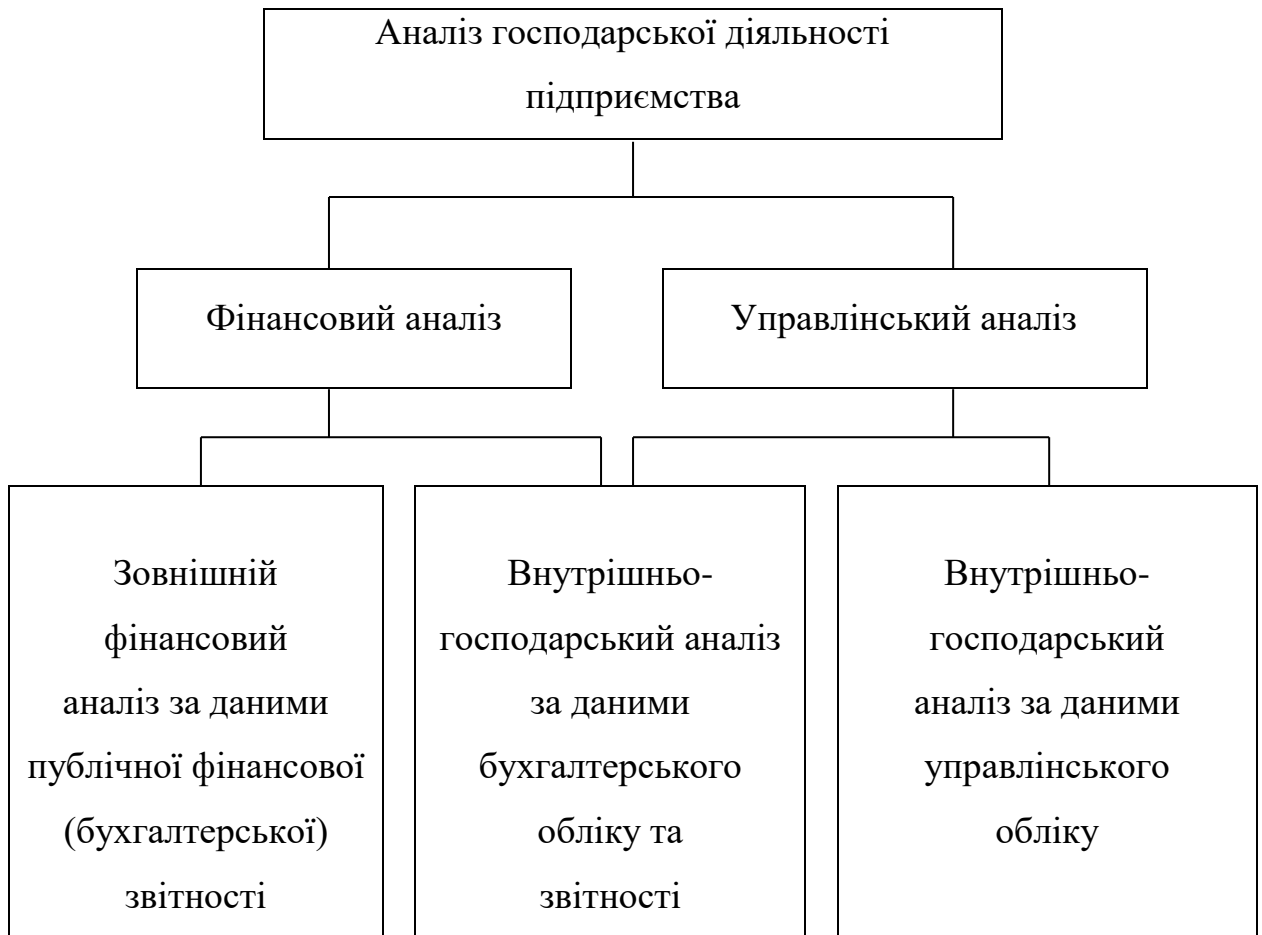 Аналіз господарської діяльності
підприємства
Фінансовий аналіз
Управлінський аналіз
Зовнішній
фінансовий
аналіз за даними
публічної фінансової
(бухгалтерської)
звітності
Внутрішньо-
господарський аналіз
за даними
бухгалтерського
обліку та
звітності
Внутрішньо-
господарський
аналіз за даними
управлінського
обліку